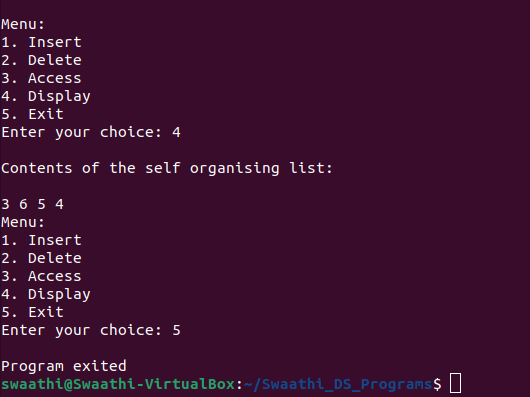 Menu:
1. Insert
2. Delete
3. Access
4. Display
5. Exit
Enter your choice: 4
Contents of the self organising list:
3 6 5 4
Menu:
1. Insert
2. Delete
3. Access
4. Display
5. Exit
Enter your choice: 5
Program exited
swaathi@Swaathi-VirtualBox:~/Swaathi_DS_Programs$